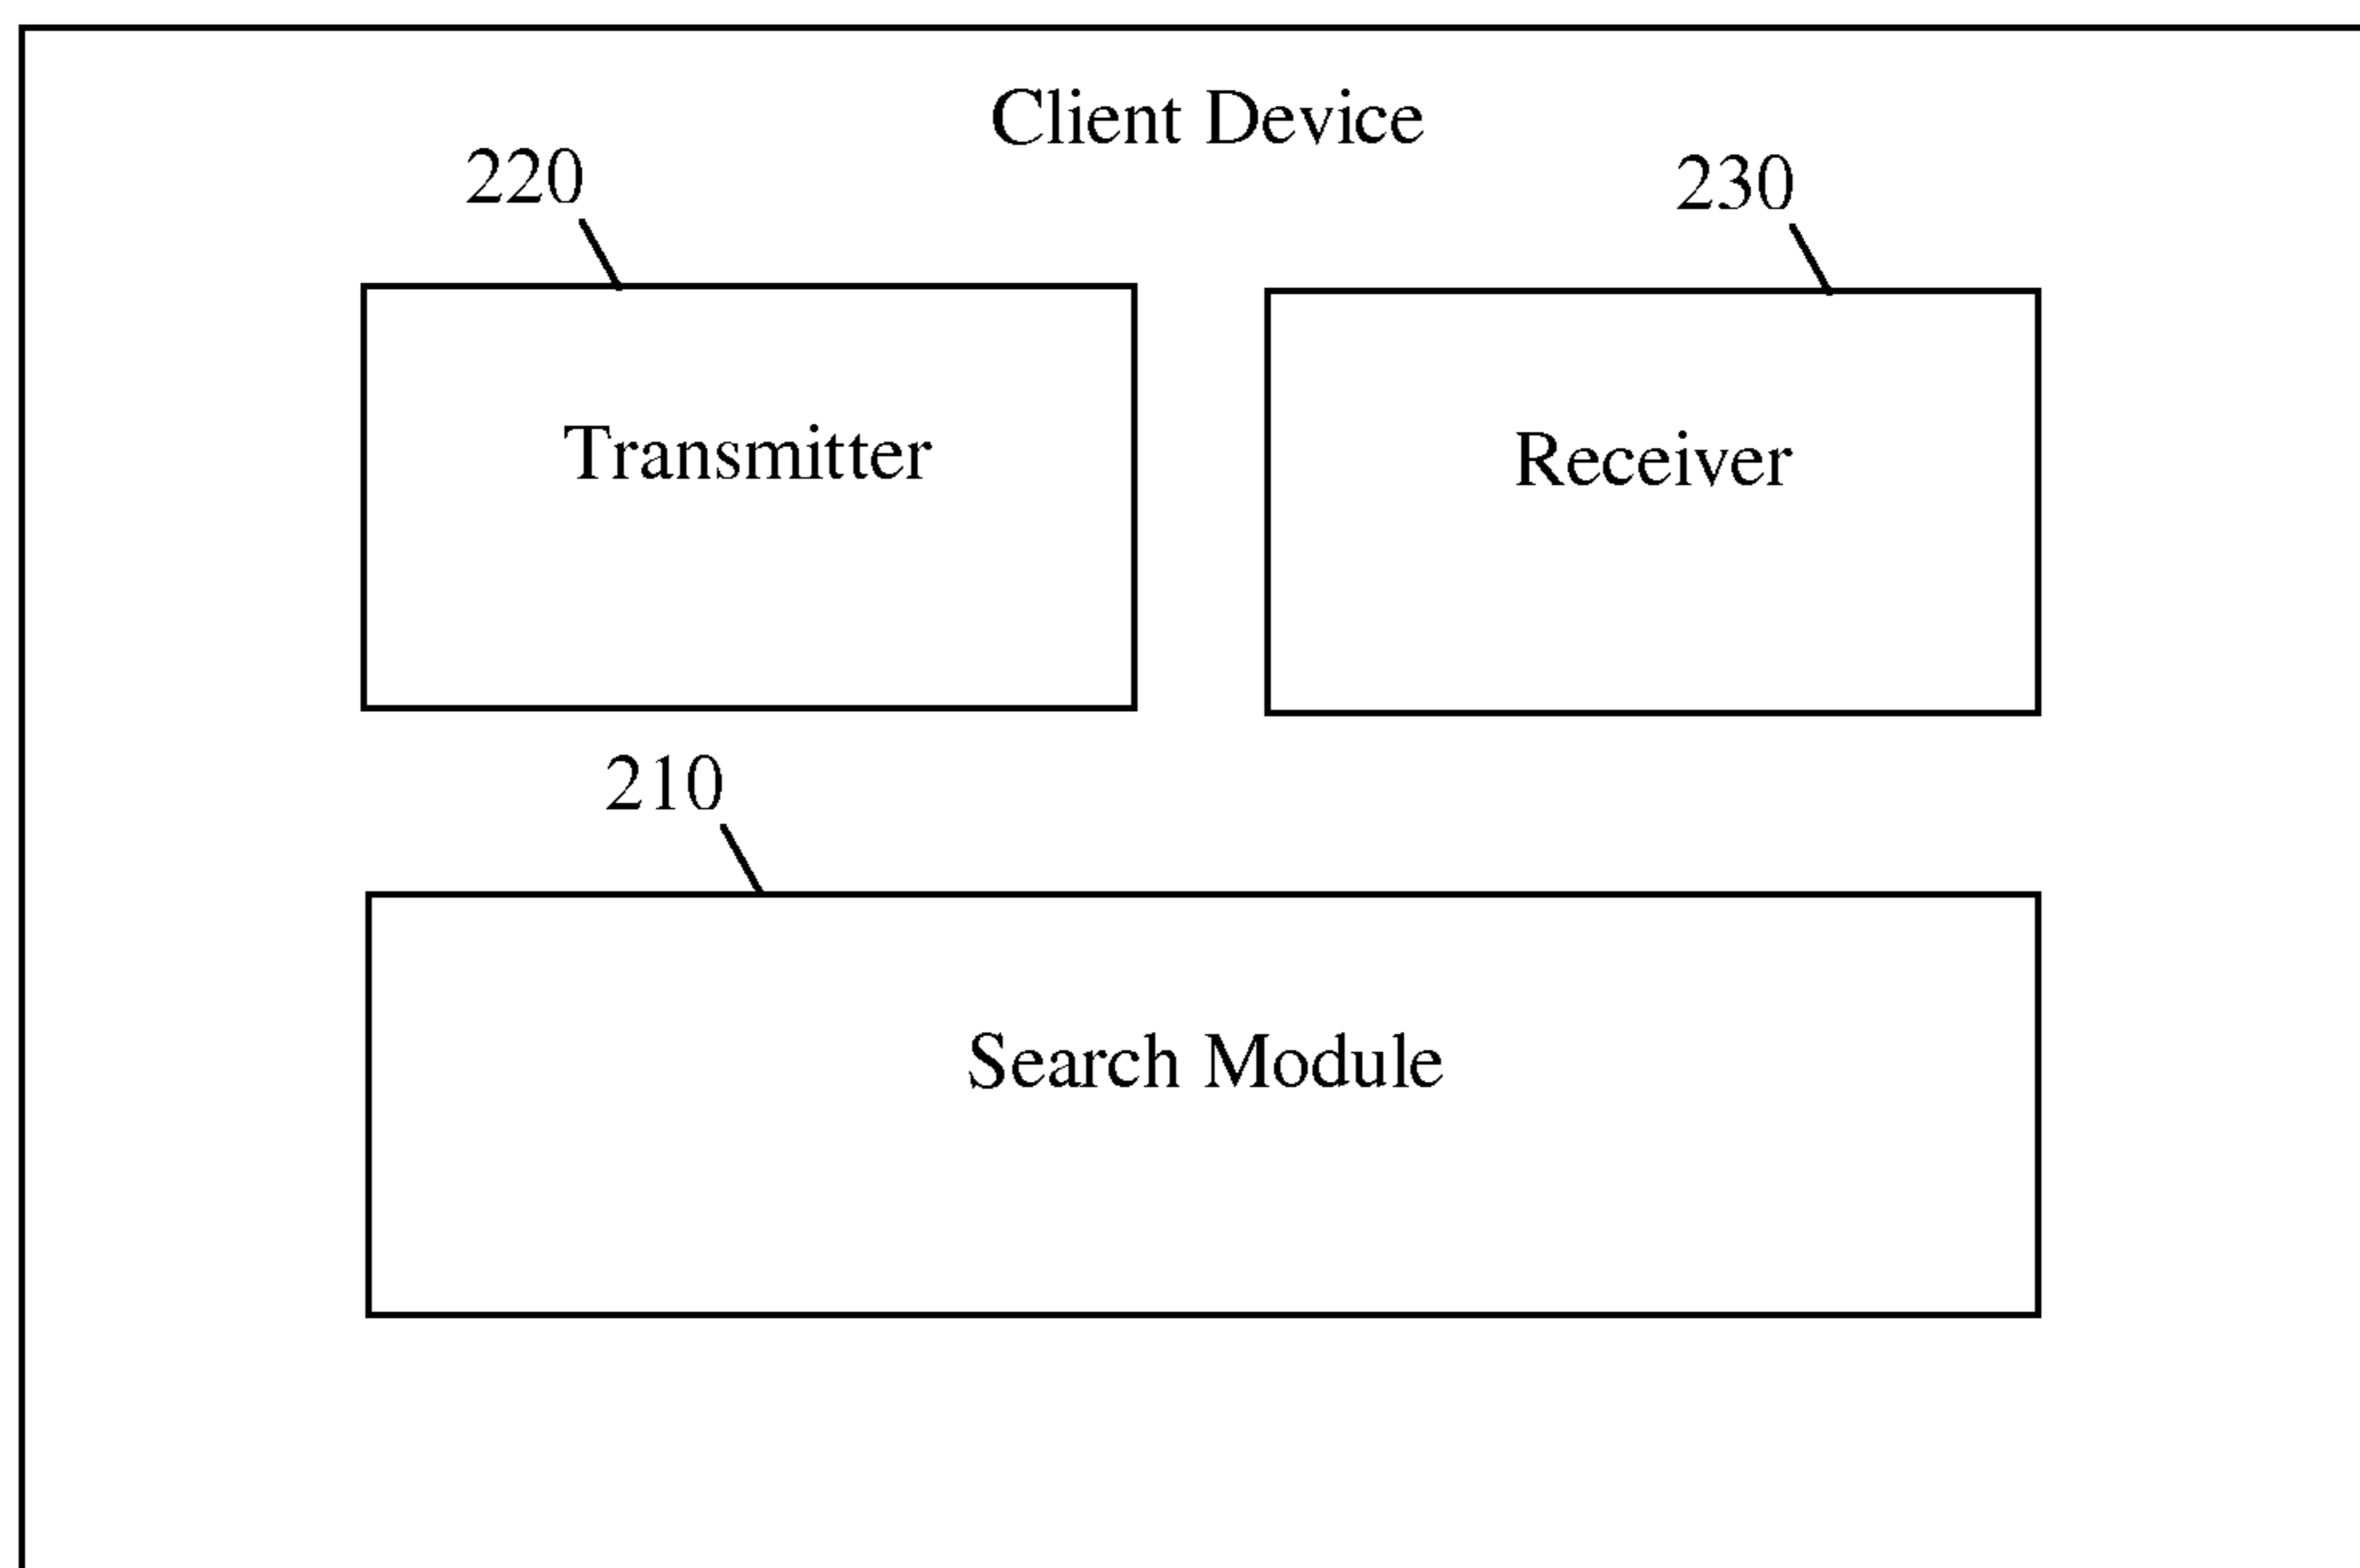 Client Device
220
230
Transmitter
Receiver
210
Search Module